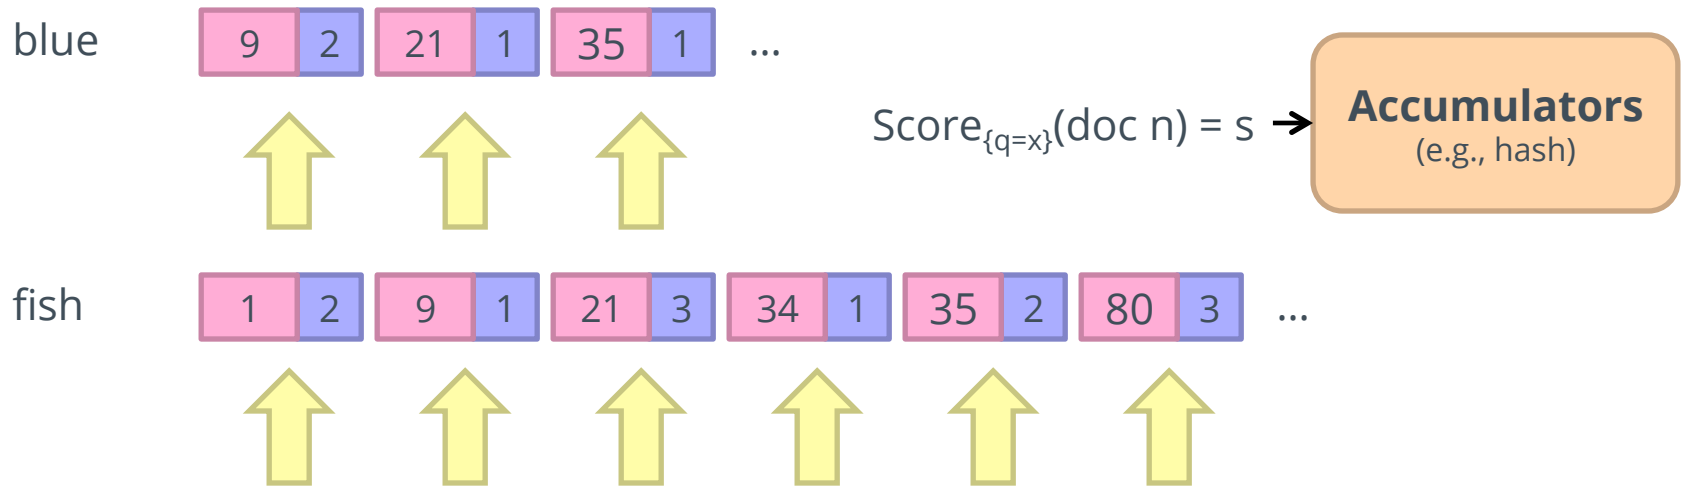 blue 9 2 21 1 35 1 ...
Score{q=x}(doc n) = s
Accumulators
(e.g., hash)
fish 1 2 9 1 21 3 34 1 35 2 80 3 ...